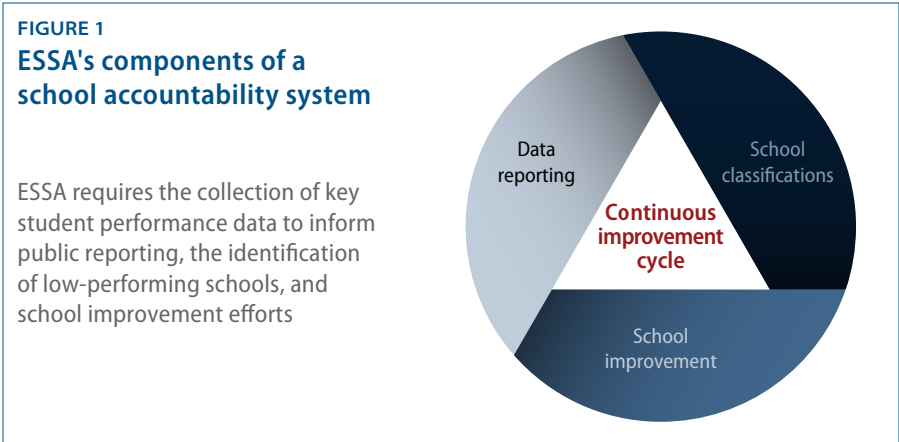 FIGURE 1
ESSA's components of a
school accountability system
ESSA requires the collection of key
student performance data to inform
public reporting, the identification
of low-performing schools, and
school improvement efforts
Data
reporting
School
classifications
Continuous
improvement
cycle
School
improvement